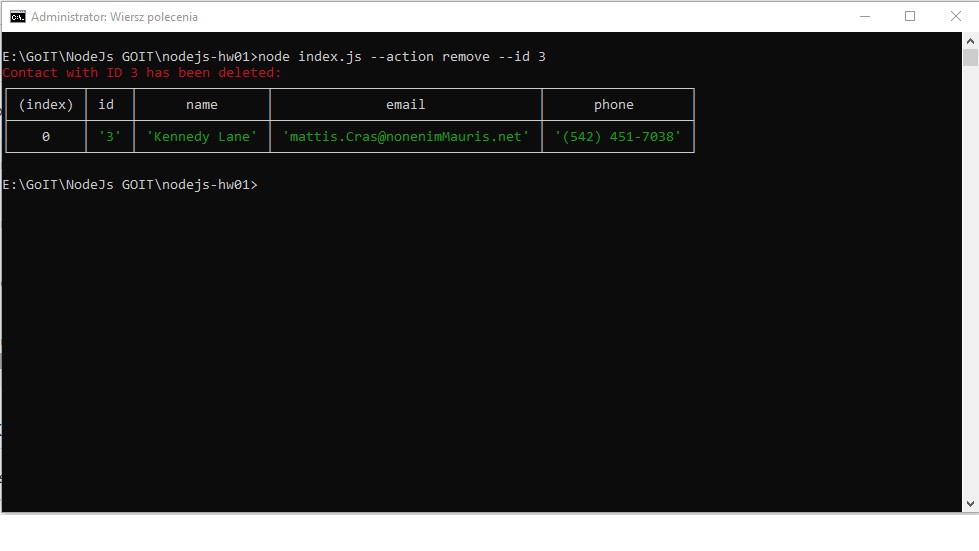 Administrator: Wiersz polecenia
E:\GoIT\NodeJs GOIT\nodejs-hw01>node index.js --action remove --id 3
Contact with ID 3 has been deleted:
(index) id name email phone
0 '3' 'Kennedy Lane' 'mattis.Cras@nonenimMauris.net' '(542) 451-7038'
E:\GoIT\NodeJs GOIT\nodejs-hw01>